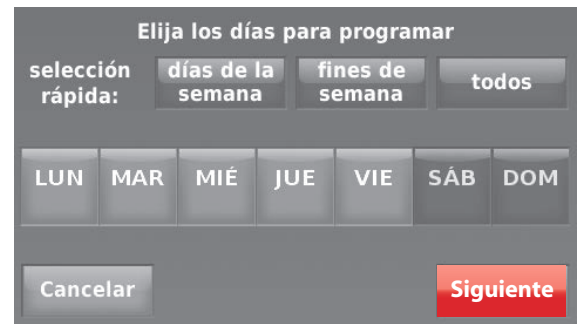 Elija los días para programar
selección
rápida:
días de la
semana
fines de
semana
todos
LUN MAR MIÉ JUE VIE SÁB DOM
Cancelar
Siguiente